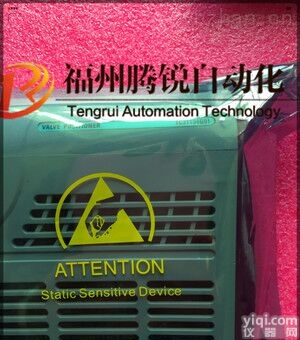 福州腾锐自动化
Tengrui Automation Technology
VALVE POSITIONER
ATTENTION
Static Sensitive Device
yiqi.com
仪器网